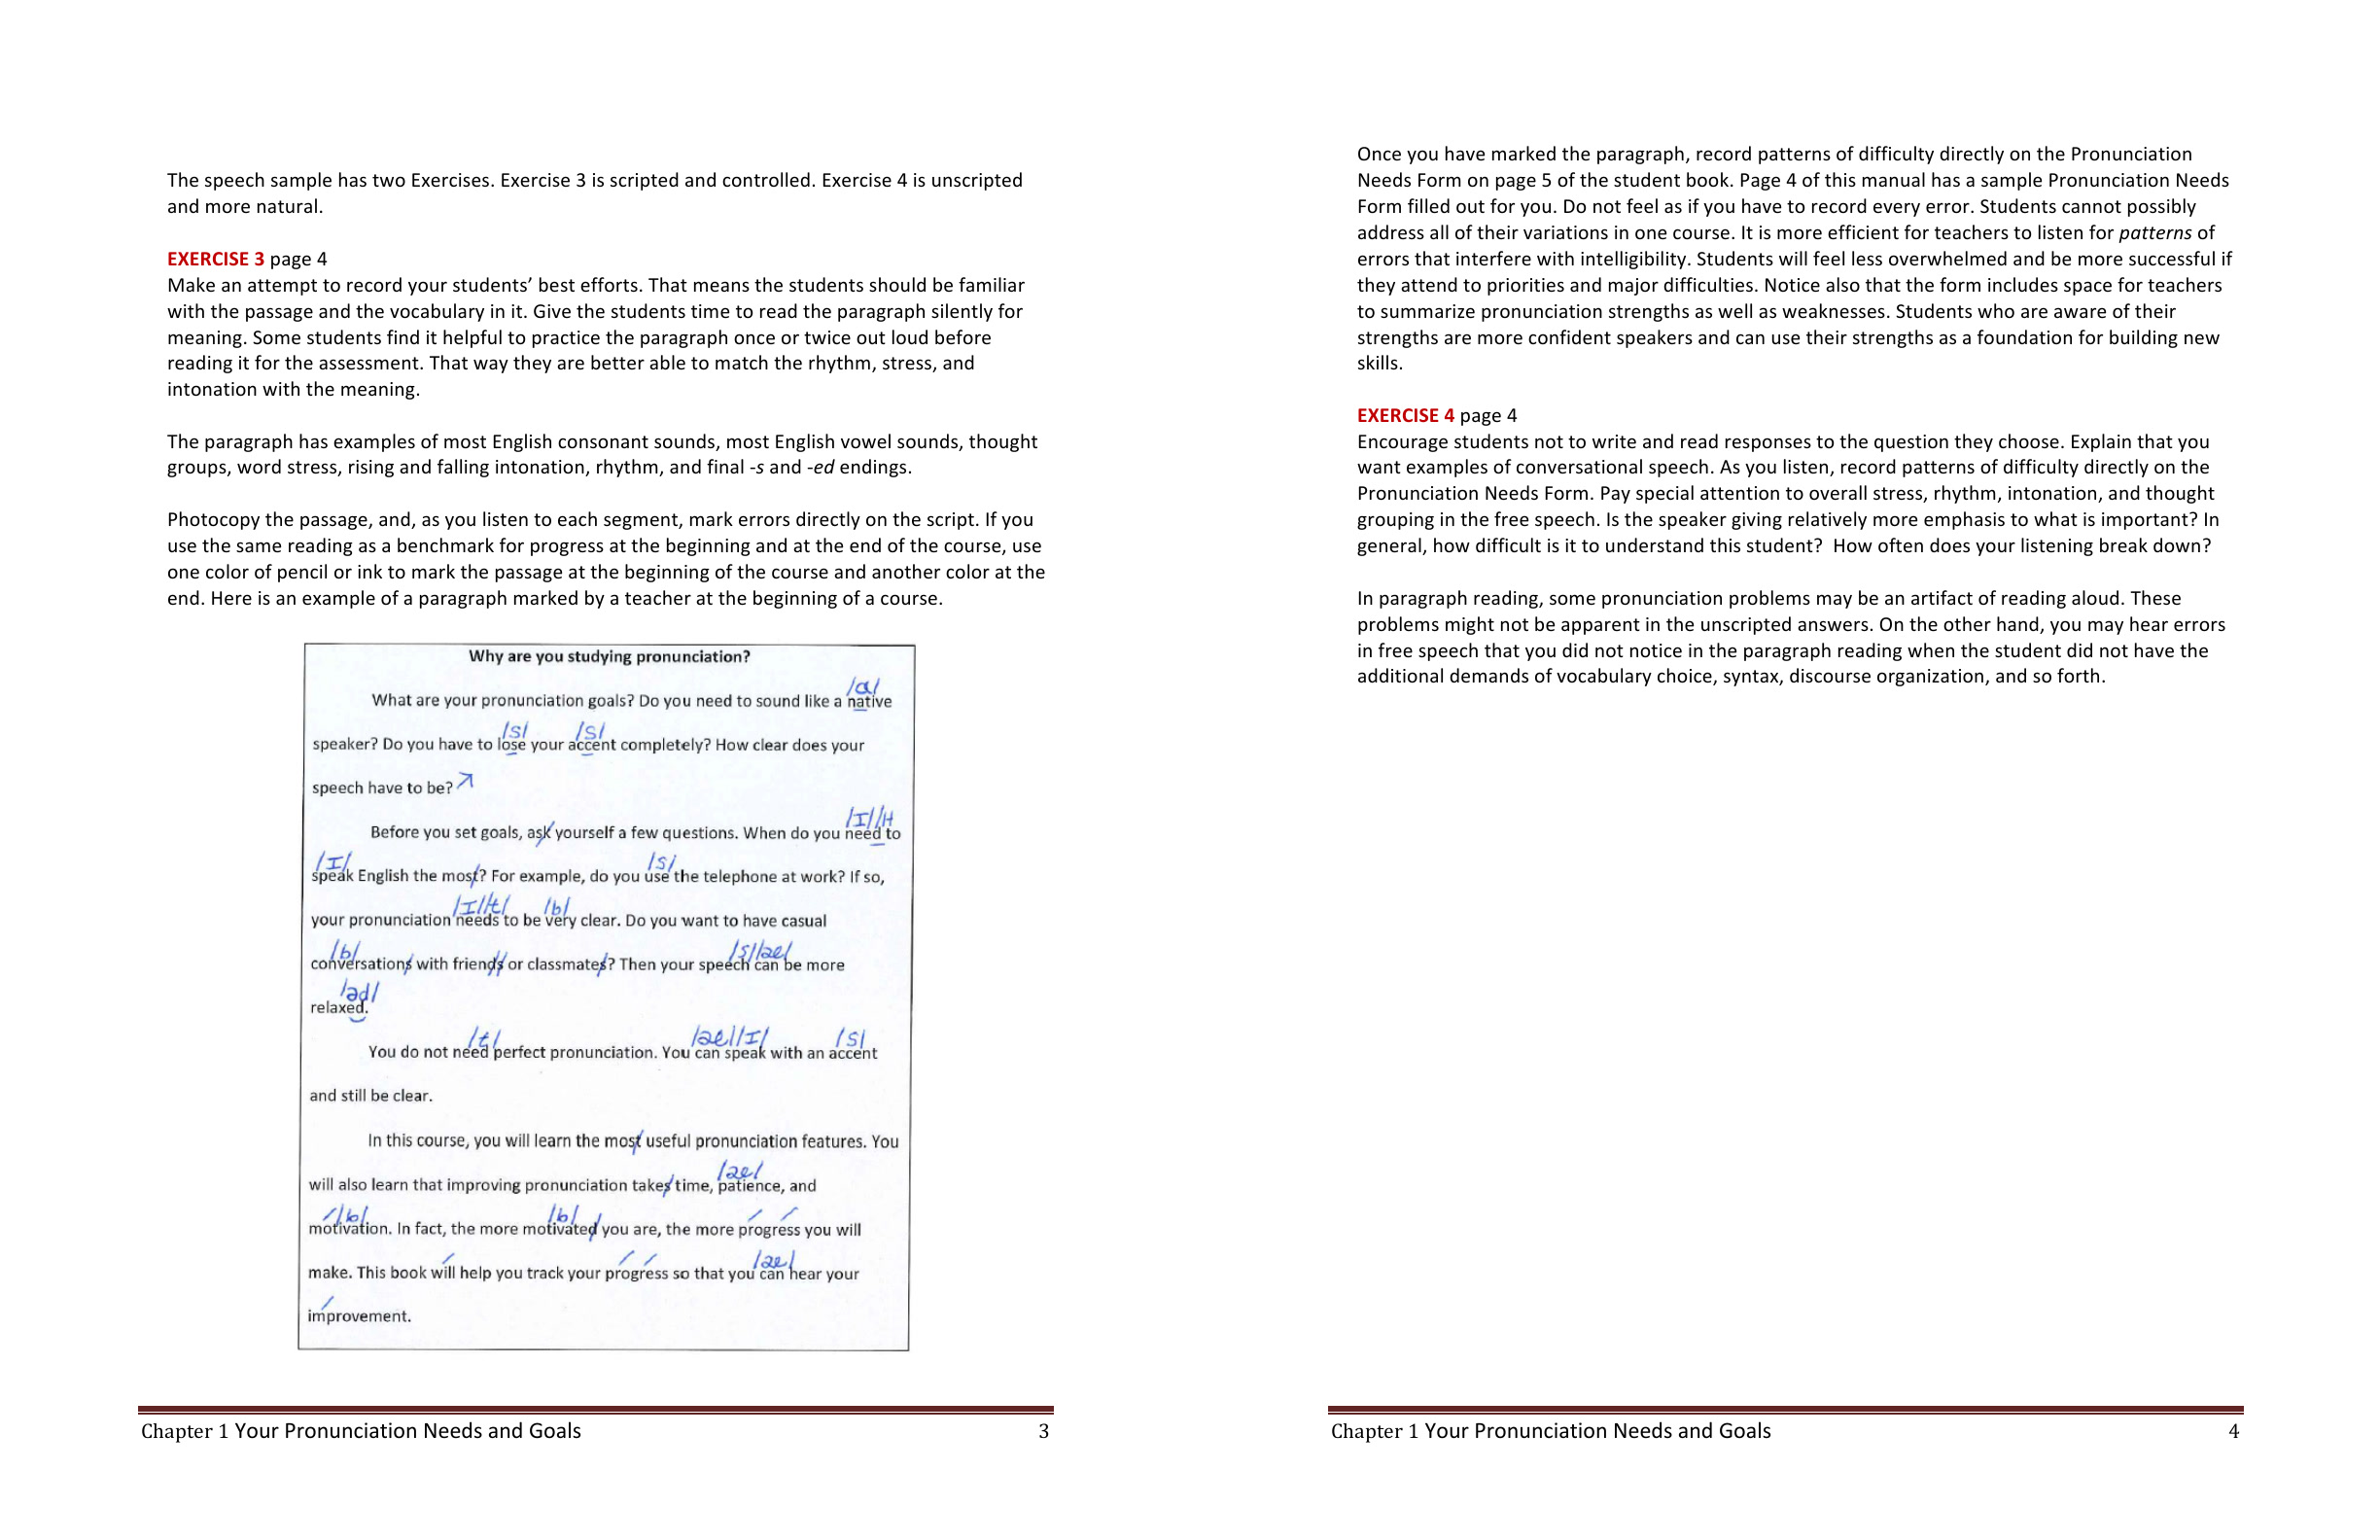 The speech sample has two Exercises. Exercise 3 is scripted and controlled. Exercise 4 is unscripted
and more natural.
EXERCISE 3 page 4
Make an attempt to record your students’ best efforts. That means the students should be familiar
with the passage and the vocabulary in it. Give the students time to read the paragraph silently for
meaning. Some students find it helpful to practice the paragraph once or twice out loud before
reading it for the assessment. That way they are better able to match the rhythm, stress, and
intonation with the meaning.
The paragraph has examples of most English consonant sounds, most English vowel sounds, thought
groups, word stress, rising and falling intonation, rhythm, and final -s and -ed endings.
Photocopy the passage, and, as you listen to each segment, mark errors directly on the script. If you
use the same reading as a benchmark for progress at the beginning and at the end of the course, use
one color of pencil or ink to mark the passage at the beginning of the course and another color at the
end. Here is an example of a paragraph marked by a teacher at the beginning of a course.
Why are you studying pronunciation?
/a/
What are your pronunciation goals? Do you need to sound like a native
/s/ /s/
speaker? Do you have to lose your accent completely? How clear does your
speech have to be? ↗
/I/
Before you set goals, ask yourself a few questions. When do you need to
/I/ /s/
speak English the most? For example, do you use the telephone at work? If so,
/I/ /t/ /b/
your pronunciation needs to be very clear. Do you want to have casual
/b/ /s/ /æ/
conversations with friends or classmates? Then your speech can be more
/əd/
relaxed.
/t/ /æ/ /I/ /s/
You do not need perfect pronunciation. You can speak with an accent
and still be clear.
In this course, you will learn the most useful pronunciation features. You
/æ/
will also learn that improving pronunciation takes time, patience, and
/b/ /b/
motivation. In fact, the more motivated you are, the more progress you will
/æ/
make. This book will help you track your progress so that you can hear your
improvement.
Chapter 1 Your Pronunciation Needs and Goals 3
Once you have marked the paragraph, record patterns of difficulty directly on the Pronunciation
Needs Form on page 5 of the student book. Page 4 of this manual has a sample Pronunciation Needs
Form filled out for you. Do not feel as if you have to record every error. Students cannot possibly
address all of their variations in one course. It is more efficient for teachers to listen for patterns of
errors that interfere with intelligibility. Students will feel less overwhelmed and be more successful if
they attend to priorities and major difficulties. Notice also that the form includes space for teachers
to summarize pronunciation strengths as well as weaknesses. Students who are aware of their
strengths are more confident speakers and can use their strengths as a foundation for building new
skills.
EXERCISE 4 page 4
Encourage students not to write and read responses to the question they choose. Explain that you
want examples of conversational speech. As you listen, record patterns of difficulty directly on the
Pronunciation Needs Form. Pay special attention to overall stress, rhythm, intonation, and thought
grouping in the free speech. Is the speaker giving relatively more emphasis to what is important? In
general, how difficult is it to understand this student? How often does your listening break down?
In paragraph reading, some pronunciation problems may be an artifact of reading aloud. These
problems might not be apparent in the unscripted answers. On the other hand, you may hear errors
in free speech that you did not notice in the paragraph reading when the student did not have the
additional demands of vocabulary choice, syntax, discourse organization, and so forth.
Chapter 1 Your Pronunciation Needs and Goals 4